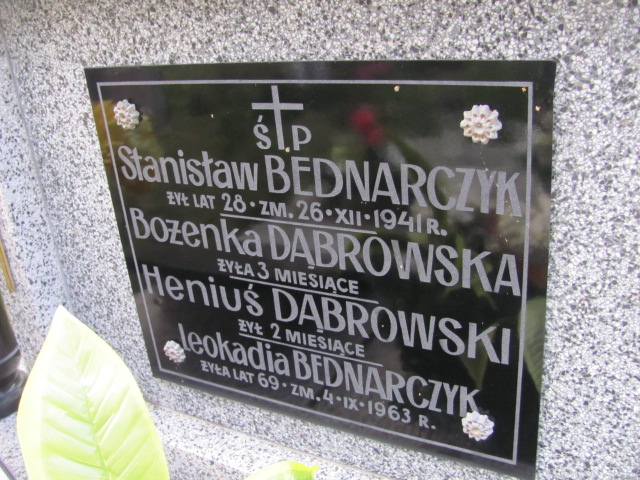 Ś P
Stanisław BEDNARCZYK
ŻYŁ LAT 28 · ZM. 26 · XII · 1941 R.
Bożenka DĄBROWSKA
ŻYŁA 3 MIESIĄCE
Heniuś DĄBROWSKI
ŻYŁ 2 MIESIĄCE
Leokadia BEDNARCZYK
ŻYŁA LAT 69 · ZM. 4 · IX · 1963 R.